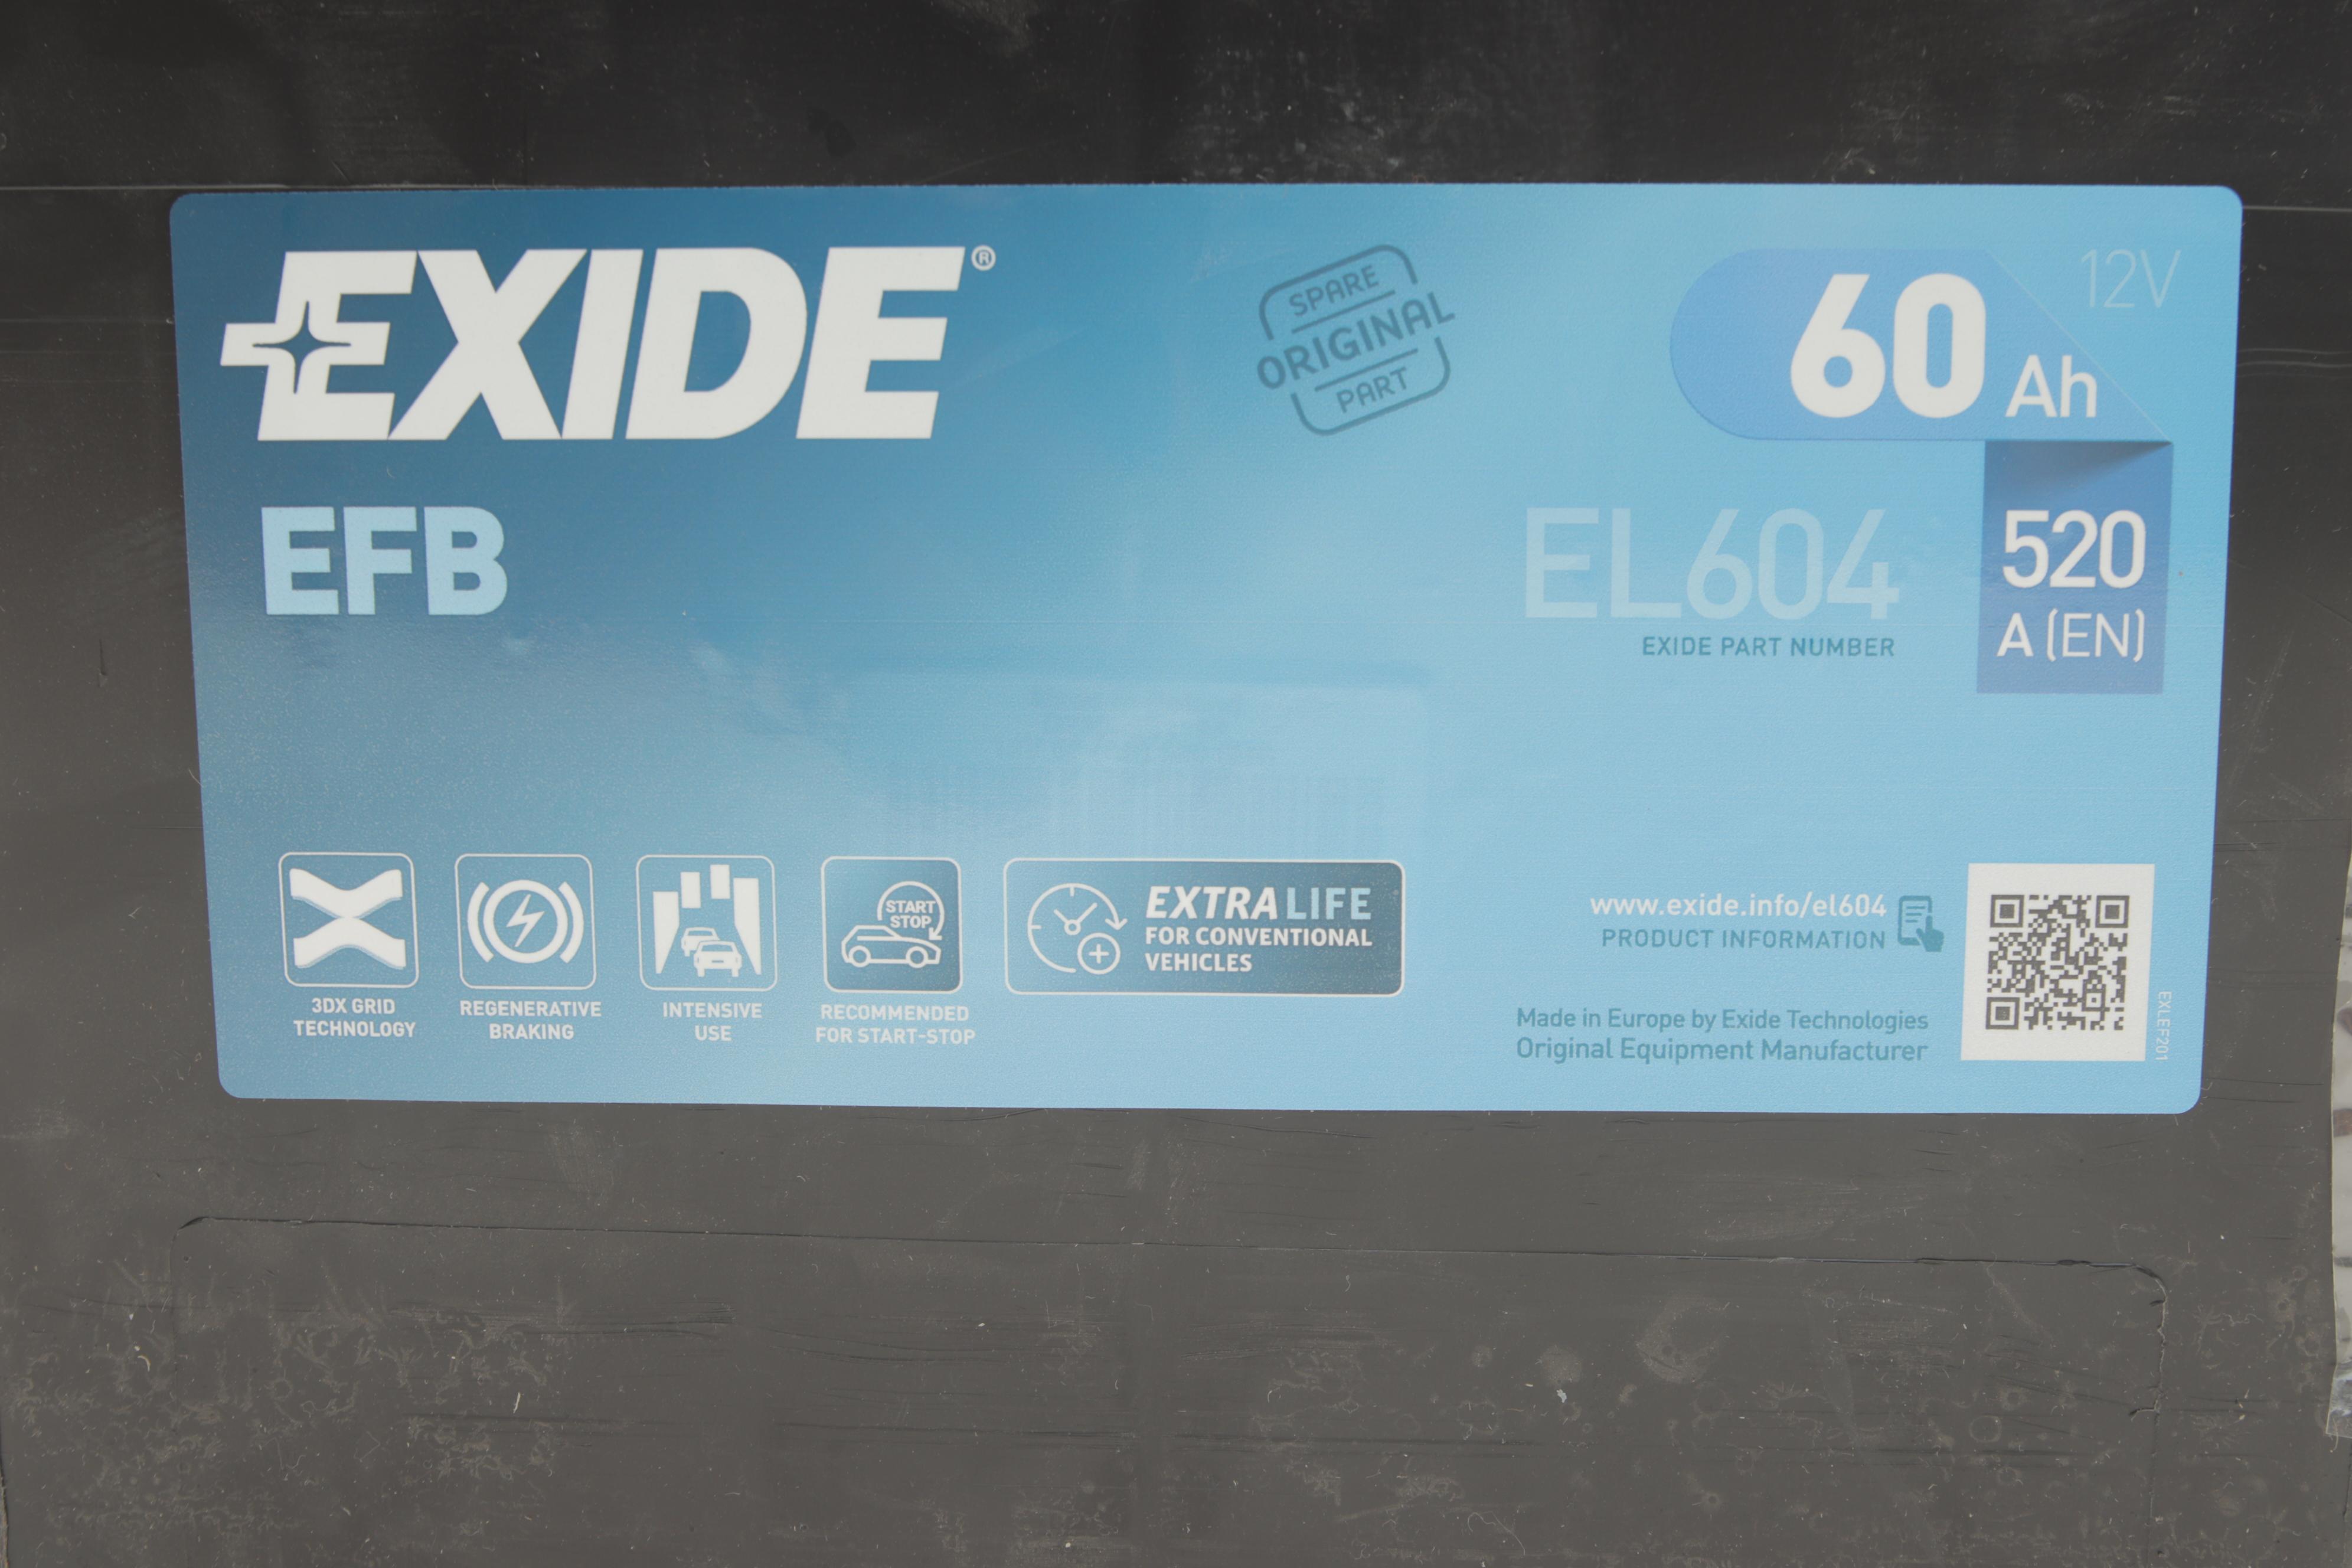 EXIDE®
EFB
SPARE
ORIGINAL
PART
12V
60 Ah
EL604
EXIDE PART NUMBER
520
A (EN)
3DX GRID
TECHNOLOGY
REGENERATIVE
BRAKING
INTENSIVE
USE
START
STOP
RECOMMENDED
FOR START-STOP
EXTRA LIFE
FOR CONVENTIONAL
VEHICLES
www.exide.info/el604
PRODUCT INFORMATION
Made in Europe by Exide Technologies
Original Equipment Manufacturer
EXLEF201